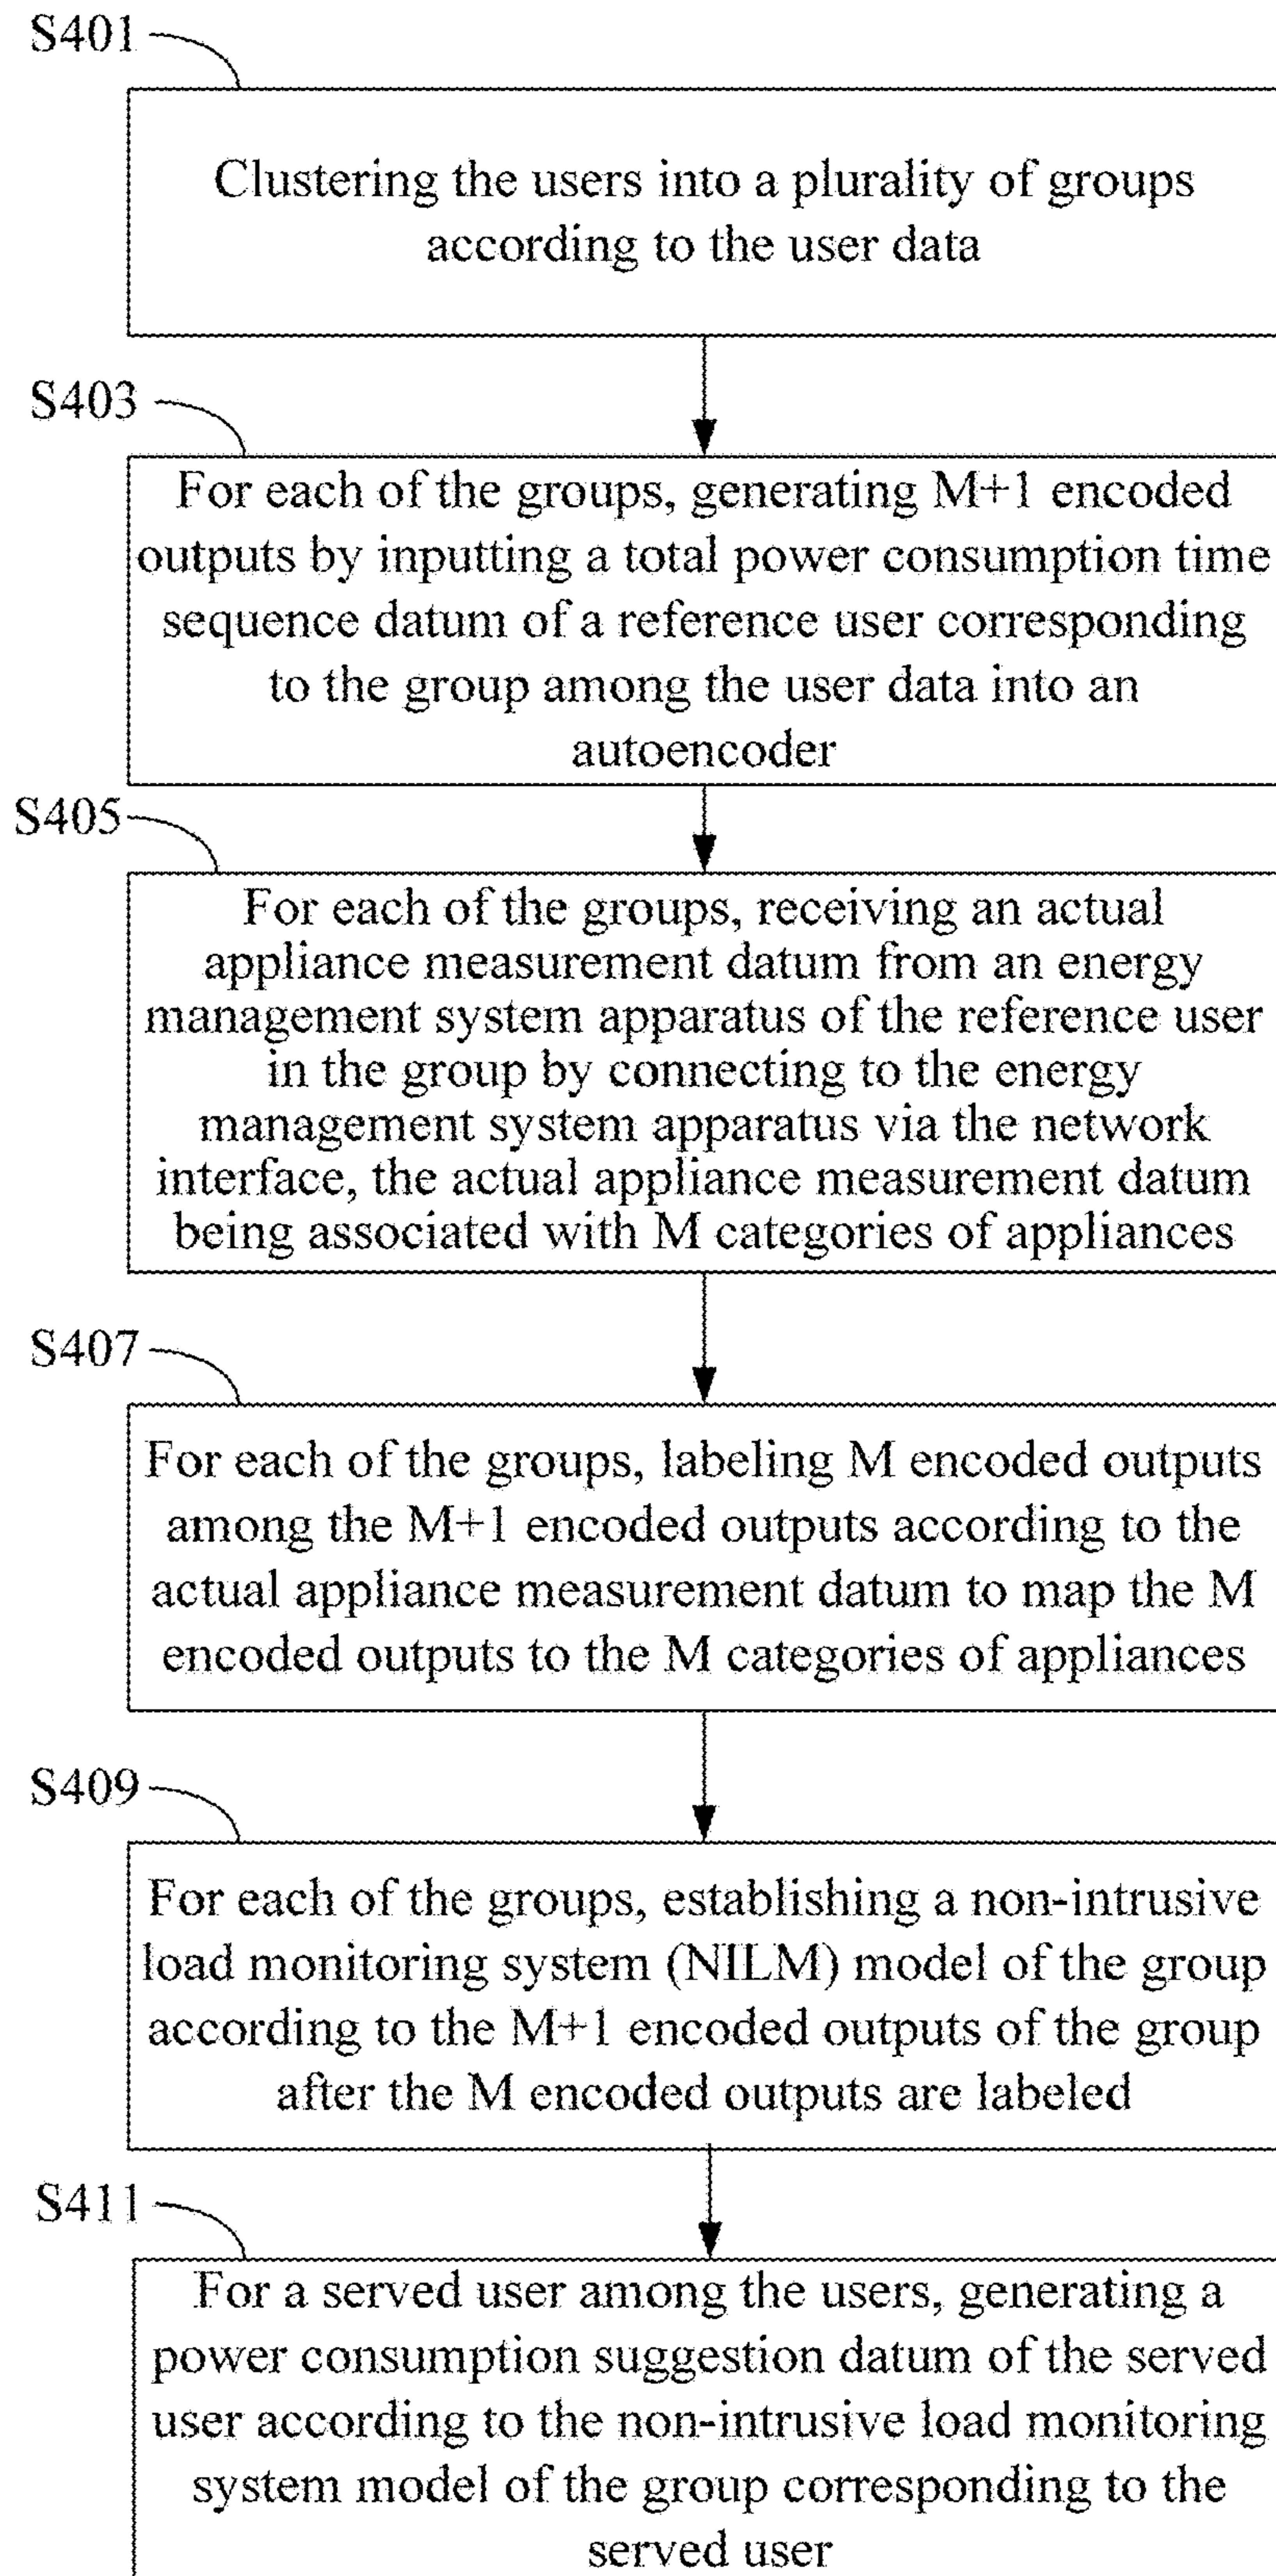 S401
Clustering the users into a plurality of groups
according to the user data
S403
For each of the groups, generating M+1 encoded
outputs by inputting a total power consumption time
sequence datum of a reference user corresponding
to the group among the user data into an
autoencoder
S405
For each of the groups, receiving an actual
appliance measurement datum from an energy
management system apparatus of the reference user
in the group by connecting to the energy
management system apparatus via the network
interface, the actual appliance measurement datum
being associated with M categories of appliances
S407
For each of the groups, labeling M encoded outputs
among the M+1 encoded outputs according to the
actual appliance measurement datum to map the M
encoded outputs to the M categories of appliances
S409
For each of the groups, establishing a non-intrusive
load monitoring system (NILM) model of the group
according to the M+1 encoded outputs of the group
after the M encoded outputs are labeled
S411
For a served user among the users, generating a
power consumption suggestion datum of the served
user according to the non-intrusive load monitoring
system model of the group corresponding to the
served user